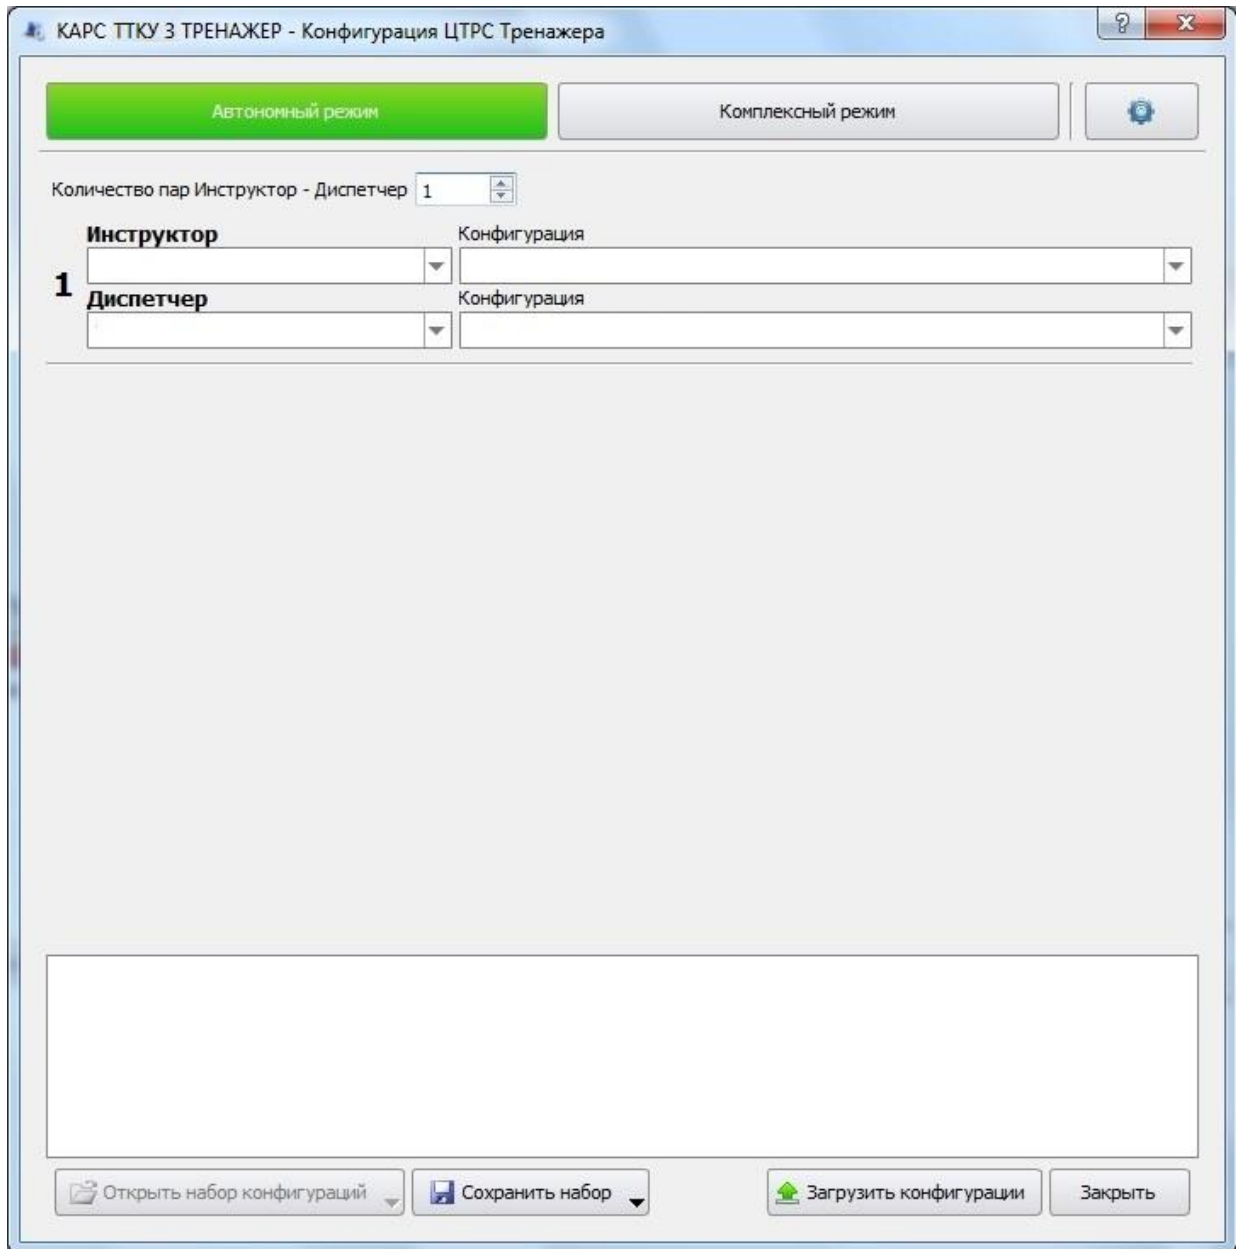 КАРС ТТКУ 3 ТРЕНАЖЕР - Конфигурация ЦТРС Тренажера
?
Автономный режим Комплексный режим
Количество пар Инструктор - Диспетчер 1
Инструктор Конфигурация
1
Диспетчер Конфигурация
Открыть набор конфигураций Сохранить набор Загрузить конфигурации Закрыть